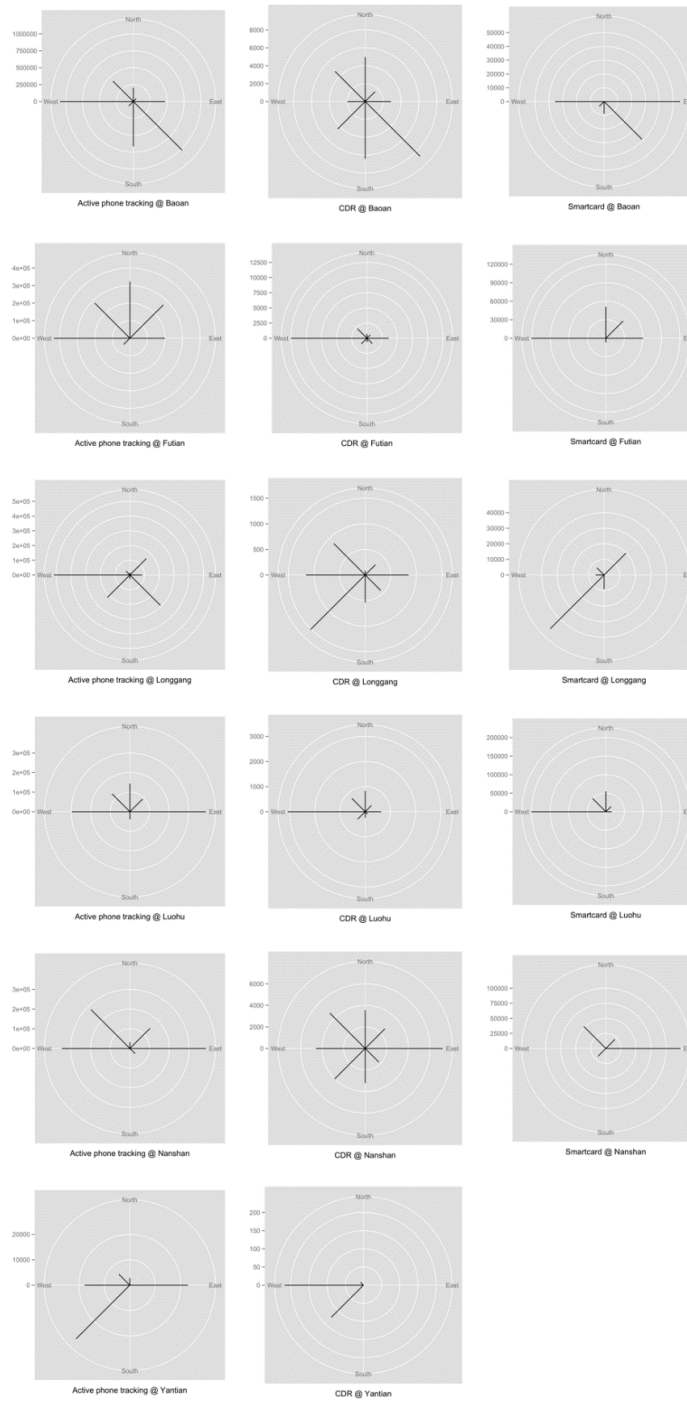 North
1000000
750000
500000
250000
0 West East
South
Active phone tracking @ Baoan
North
8000
6000
4000
2000
0 West East
South
CDR @ Baoan
60000
50000
40000
30000
20000
10000
0
Smartcard @ Baoan
North
4e+05
3e+05
2e+05
1e+05
0e+00 West East
South
Active phone tracking @ Futian
North
12500
10000
7500
5000
2500
0 West East
South
CDR @ Futian
120000
90000
60000
30000
0
Smartcard @ Futian
North
5e+05
4e+05
3e+05
2e+05
1e+05
0e+00 West East
South
Active phone tracking @ Longgang
North
1500
1000
500
0 West East
South
CDR @ Longgang
North
40000
30000
20000
10000
0 West East
South
Smartcard @ Longgang
North
3e+05
2e+05
1e+05
0e+00 West East
South
Active phone tracking @ Luohu
North
3000
2000
1000
0 West East
South
CDR @ Luohu
North
200000
150000
100000
50000
0 West East
South
Smartcard @ Luohu
North
3e+05
2e+05
1e+05
0e+00 West East
South
Active phone tracking @ Nanshan
North
6000
4000
2000
0 West East
South
CDR @ Nanshan
North
100000
75000
50000
25000
0 West East
South
Smartcard @ Nanshan
North
20000
10000
0 West East
South
Active phone tracking @ Yantian
North
200
150
100
50
0 West East
South
CDR @ Yantian